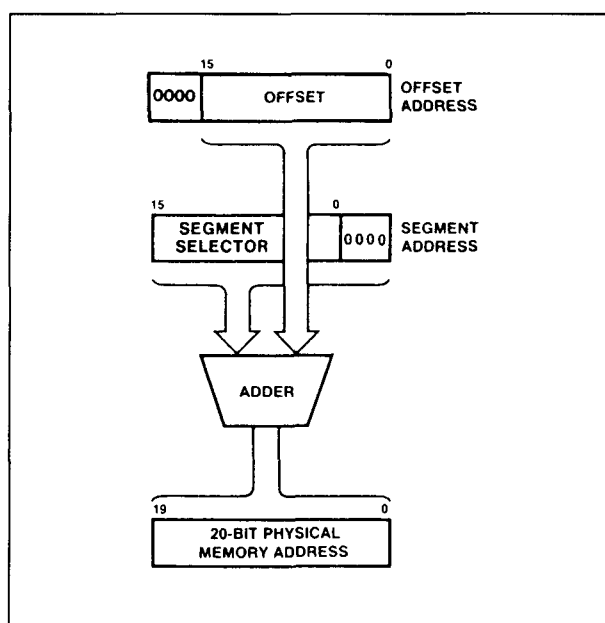 15 0
0000 OFFSET OFFSET ADDRESS
15 0
SEGMENT SELECTOR 0000 SEGMENT ADDRESS
ADDER
19 0
20-BIT PHYSICAL
MEMORY ADDRESS